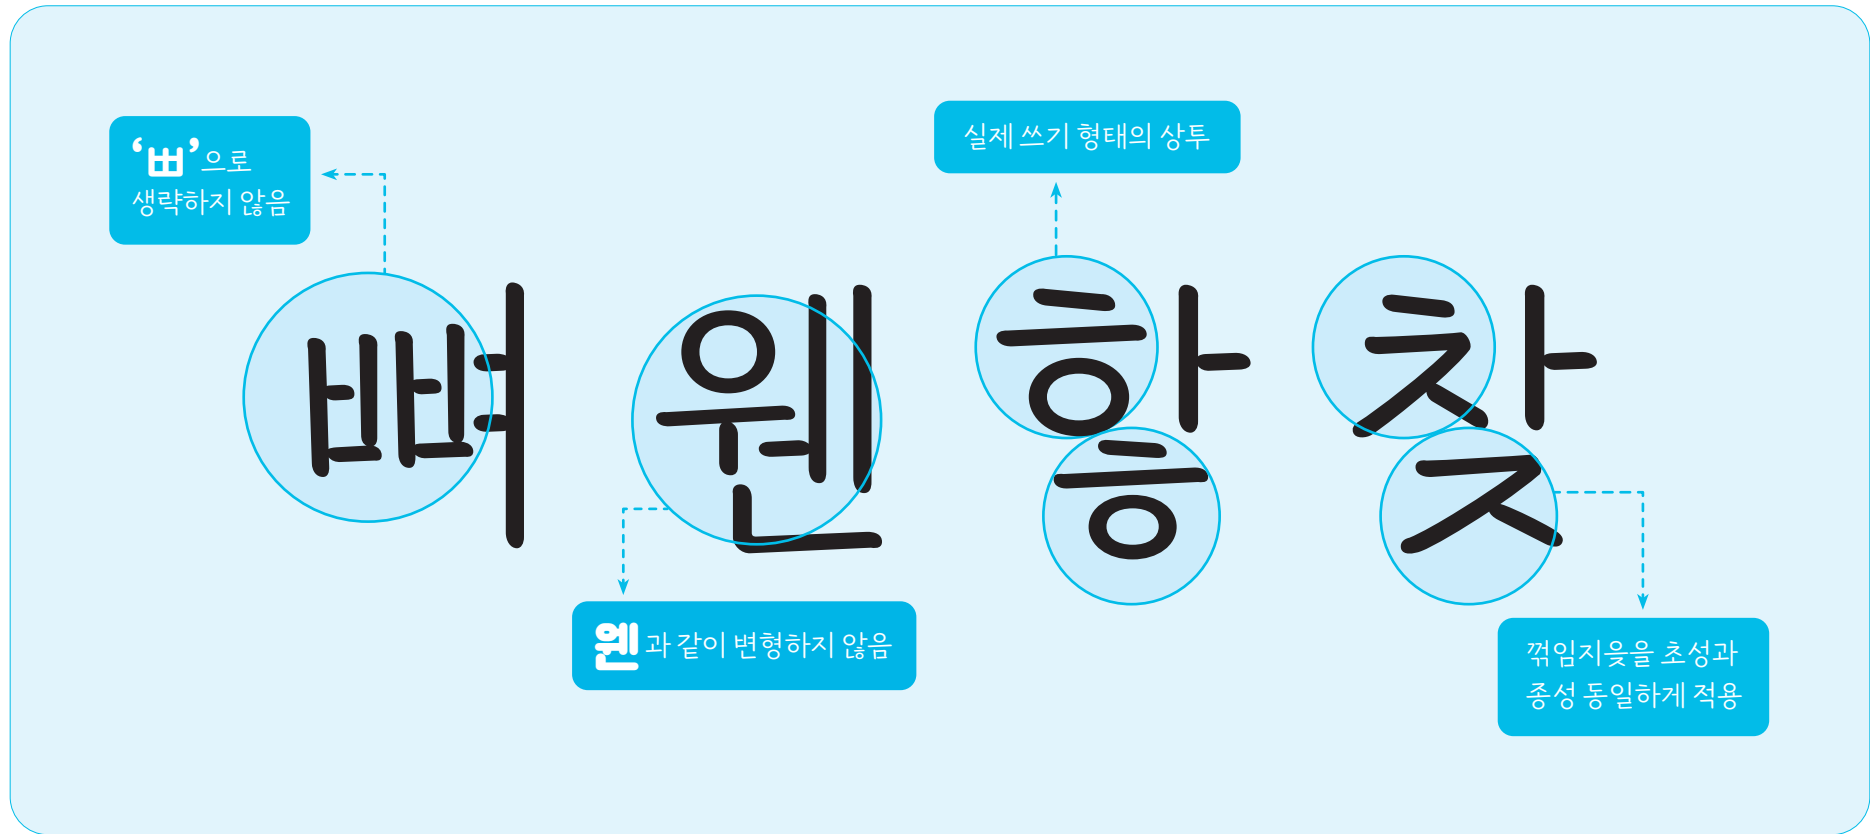 ‘ㅃ’으로
생략하지 않음
실제 쓰기 형태의 상투
뼈 웬 핳 찾
웬과 같이 변형하지 않음
꺾임지읒을 초성과
종성 동일하게 적용